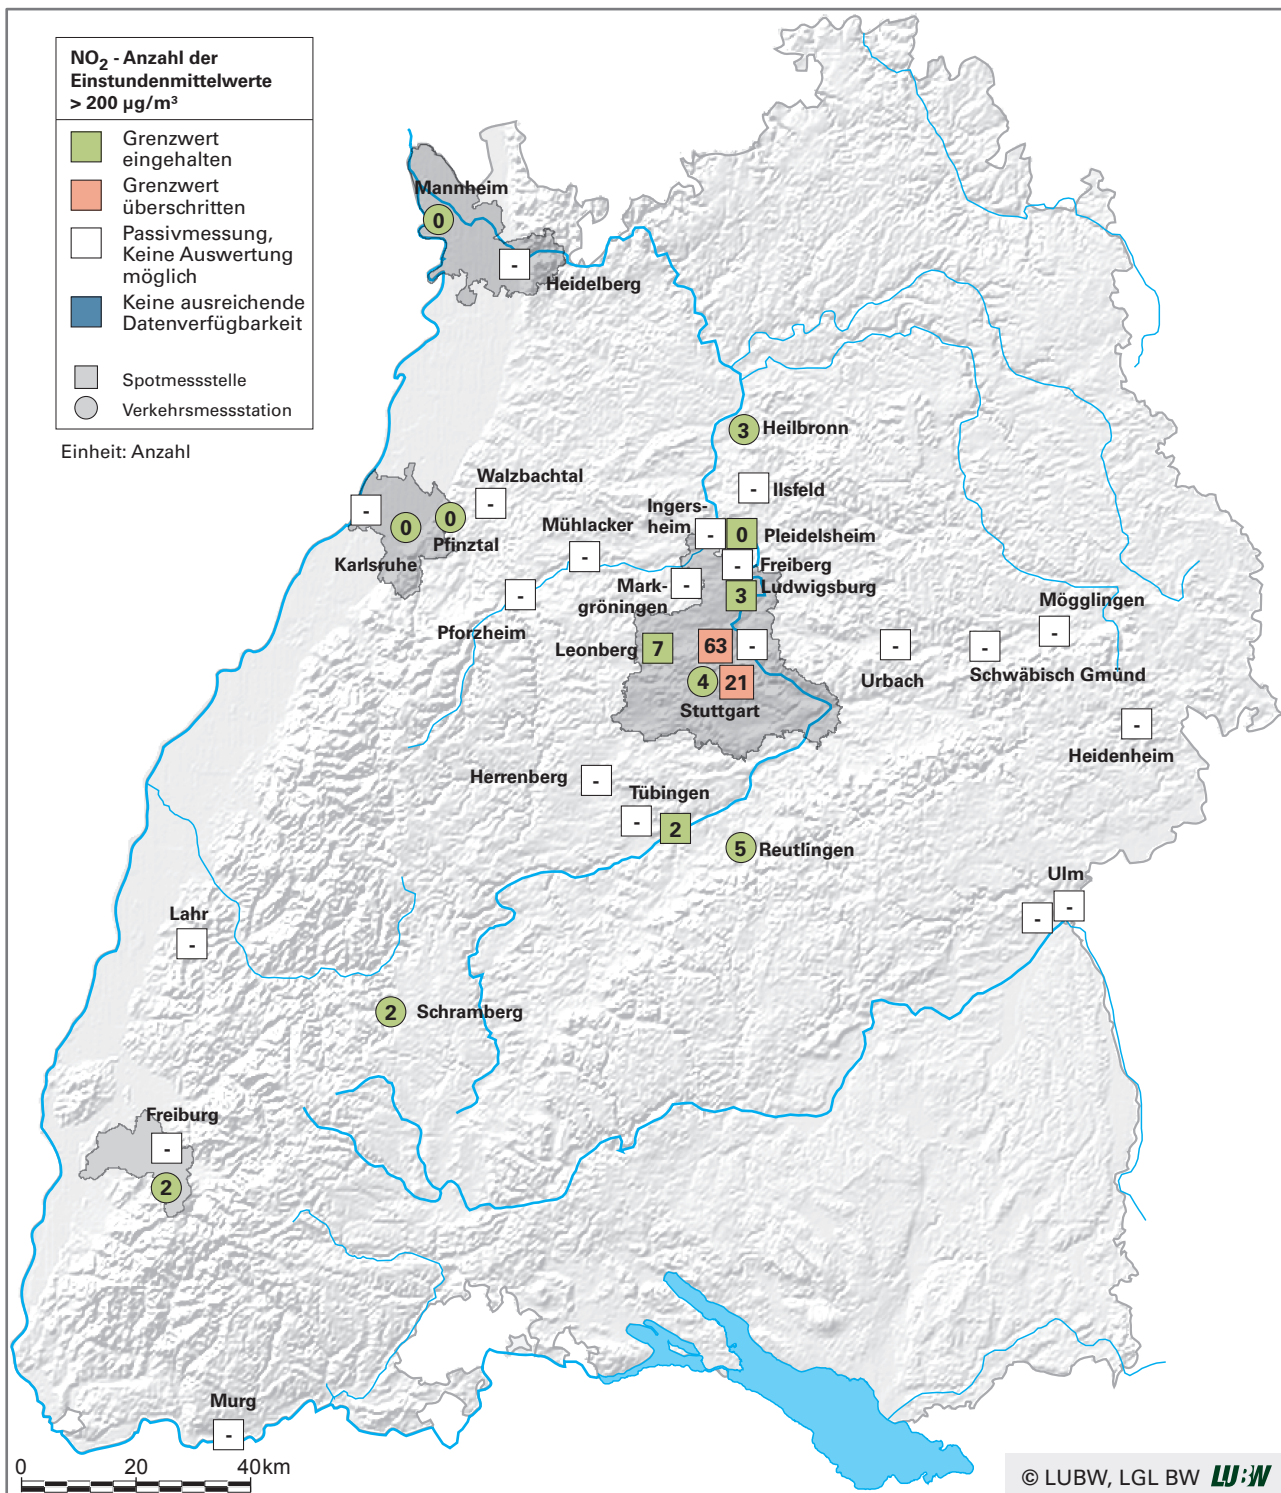 NO2 - Anzahl der
Einstundenmittelwerte
> 200 µg/m³
Grenzwert
eingehalten
Grenzwert
überschritten
Passivmessung,
Keine Auswertung
möglich
Keine ausreichende
Datenverfügbarkeit
Spotmessstelle
Verkehrsmessstation
Einheit: Anzahl
Mannheim
0
-
Heidelberg
3 Heilbronn
- Ilsfeld
Walzbachtal
-
-
0
0
Pfinztal
Karlsruhe
Ingers-
heim
-
0 Pleidelsheim
Mühlacker
-
- Freiberg
Mark-
gröningen
-
3 Ludwigsburg
-
Pforzheim
Mögglingen
-
Leonberg 7
63
-
4
21
Stuttgart
-
Urbach
-
Schwäbisch Gmünd
-
Heidenheim
Herrenberg -
Tübingen
-
2
5 Reutlingen
Ulm
-
-
Lahr
-
2 Schramberg
Freiburg
-
2
Murg
-
0 20 40km
© LUBW, LGL BW LUBW